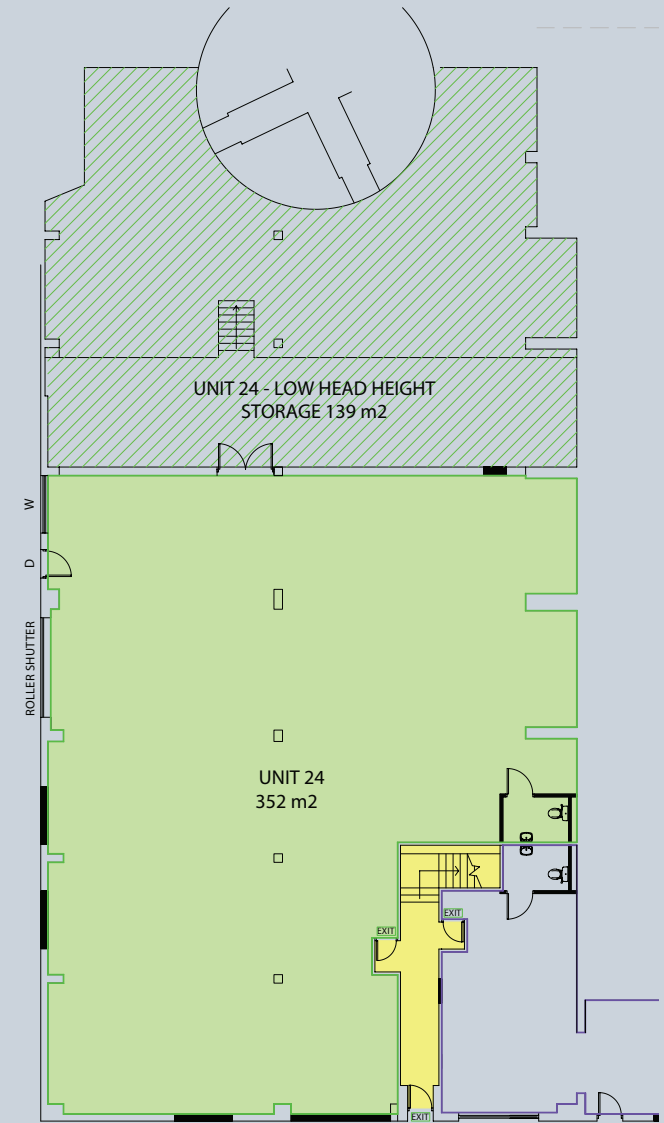 UNIT 24 - LOW HEAD HEIGHT
STORAGE 139 m2
W
D
ROLLER SHUTTER
UNIT 24
352 m2
EXIT
EXIT
EXIT